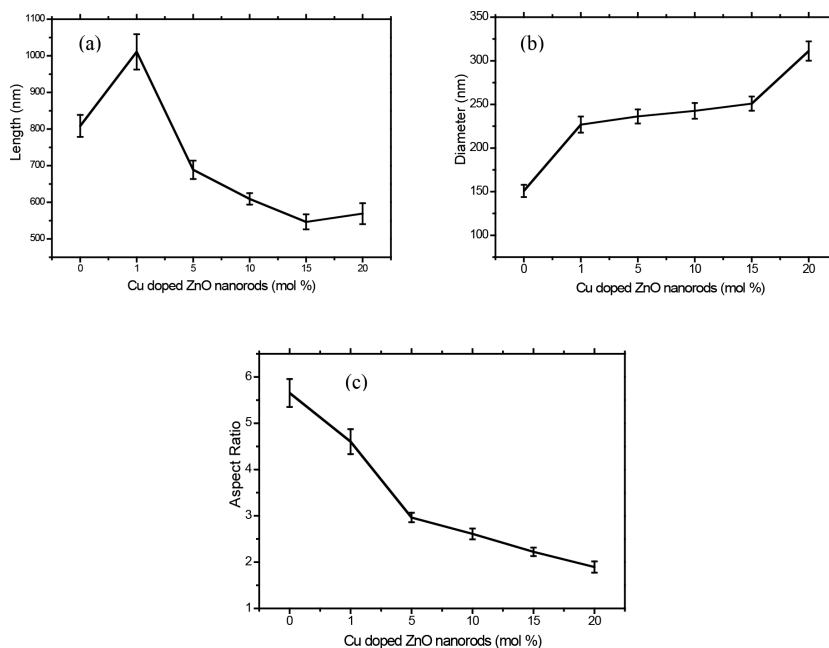 (a)
1100
1000
900
800
700
600
500
Length (nm)
0 1 5 10 15 20
Cu doped ZnO nanorods (mol %)
(b)
350
300
250
200
150
100
Diameter (nm)
0 1 5 10 15 20
Cu doped ZnO nanorods (mol %)
(c)
6
5
4
3
2
1
Aspect Ratio
0 1 5 10 15 20
Cu doped ZnO nanorods (mol %)